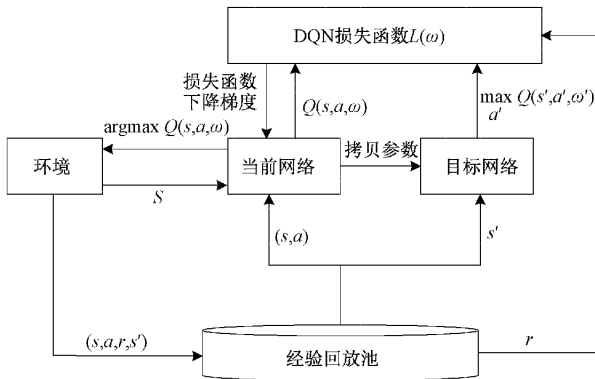 DQN损失函数L(ω)
损失函数
下降梯度
Q(s,a,ω)
max Q(s',a',ω')
a'
argmax Q(s,a,ω)
环境
当前网络
拷贝参数
目标网络
S
(s,a)
s'
(s,a,r,s')
经验回放池
r